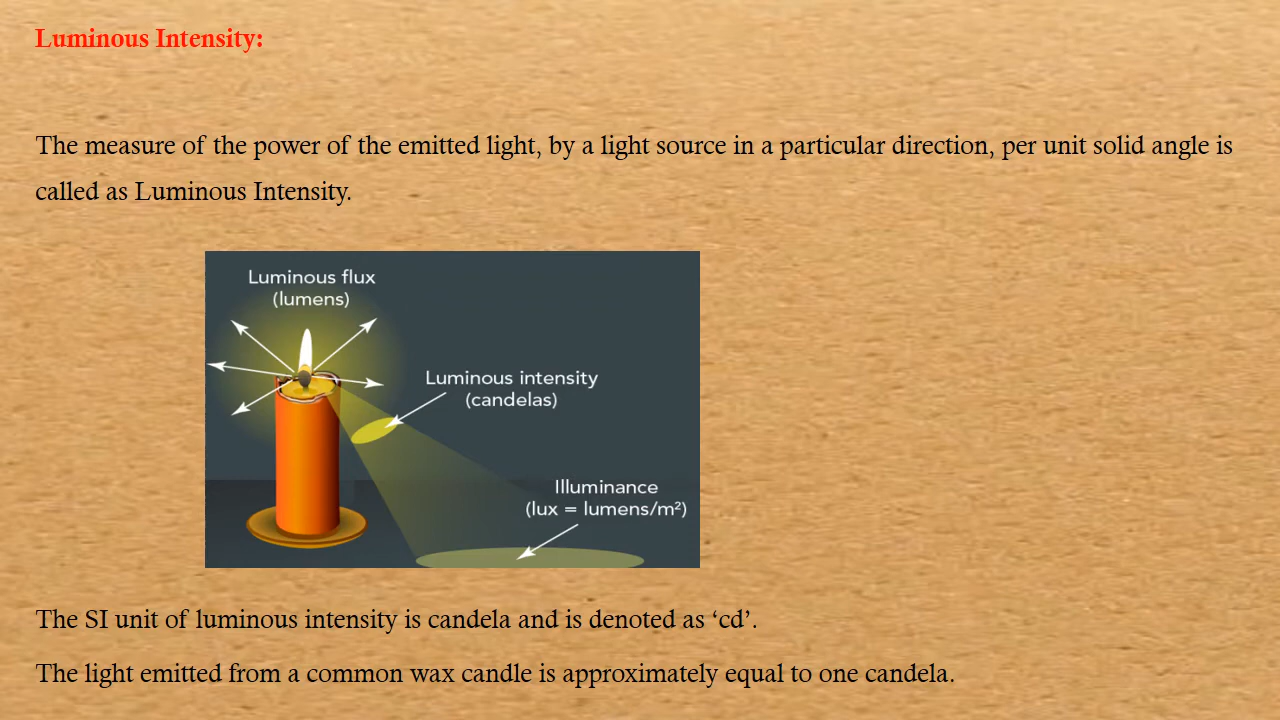 Luminous Intensity:
The measure of the power of the emitted light, by a light source in a particular direction, per unit solid angle is
called as Luminous Intensity.
Luminous flux
(lumens)
Luminous intensity
(candelas)
Illuminance
(lux = lumens/m²)
The SI unit of luminous intensity is candela and is denoted as ‘cd’.
The light emitted from a common wax candle is approximately equal to one candela.